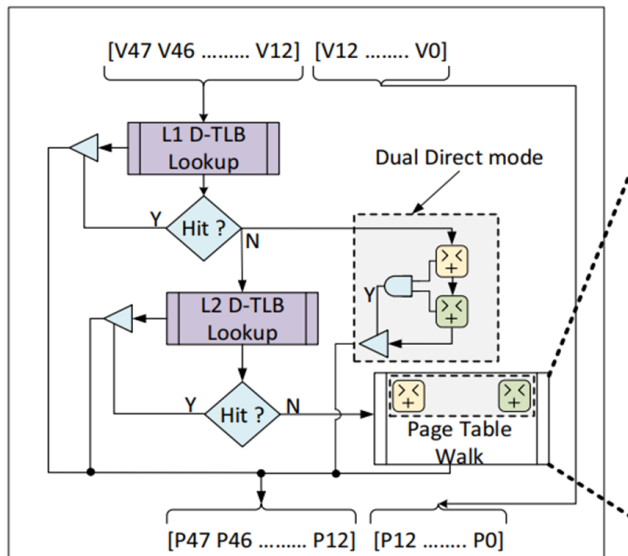 [V47 V46 ……... V12] [V12 …….. V0]
L1 D-TLB
Lookup
Dual Direct mode
Hit ?
Y
N
> <
+
Y
> <
+
L2 D-TLB
Lookup
Hit ?
Y
N
> <
+
> <
+
Page Table
Walk
[P47 P46 ……... P12] [P12 …….. P0]